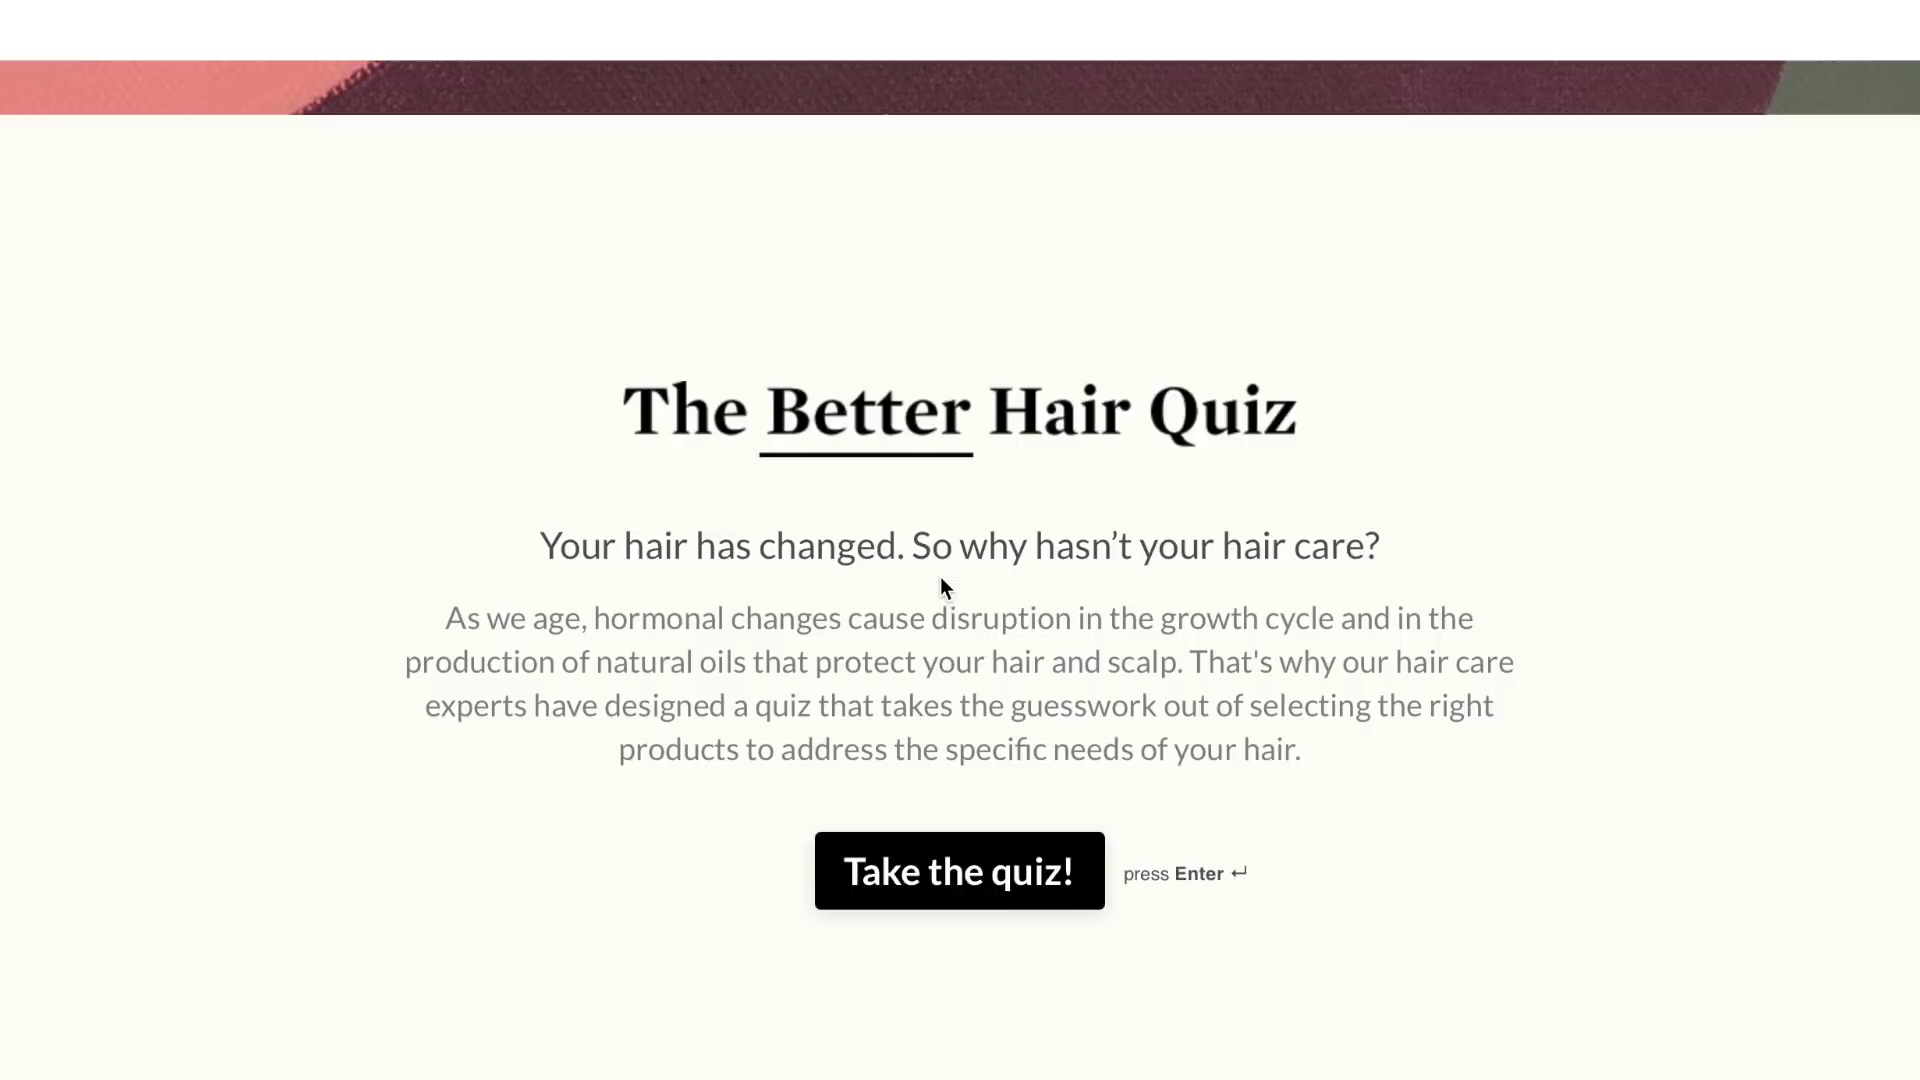 The Better Hair Quiz
Your hair has changed. So why hasn’t your hair care?
As we age, hormonal changes cause disruption in the growth cycle and in the
production of natural oils that protect your hair and scalp. That's why our hair care
experts have designed a quiz that takes the guesswork out of selecting the right
products to address the specific needs of your hair.
Take the quiz!
press Enter ↵